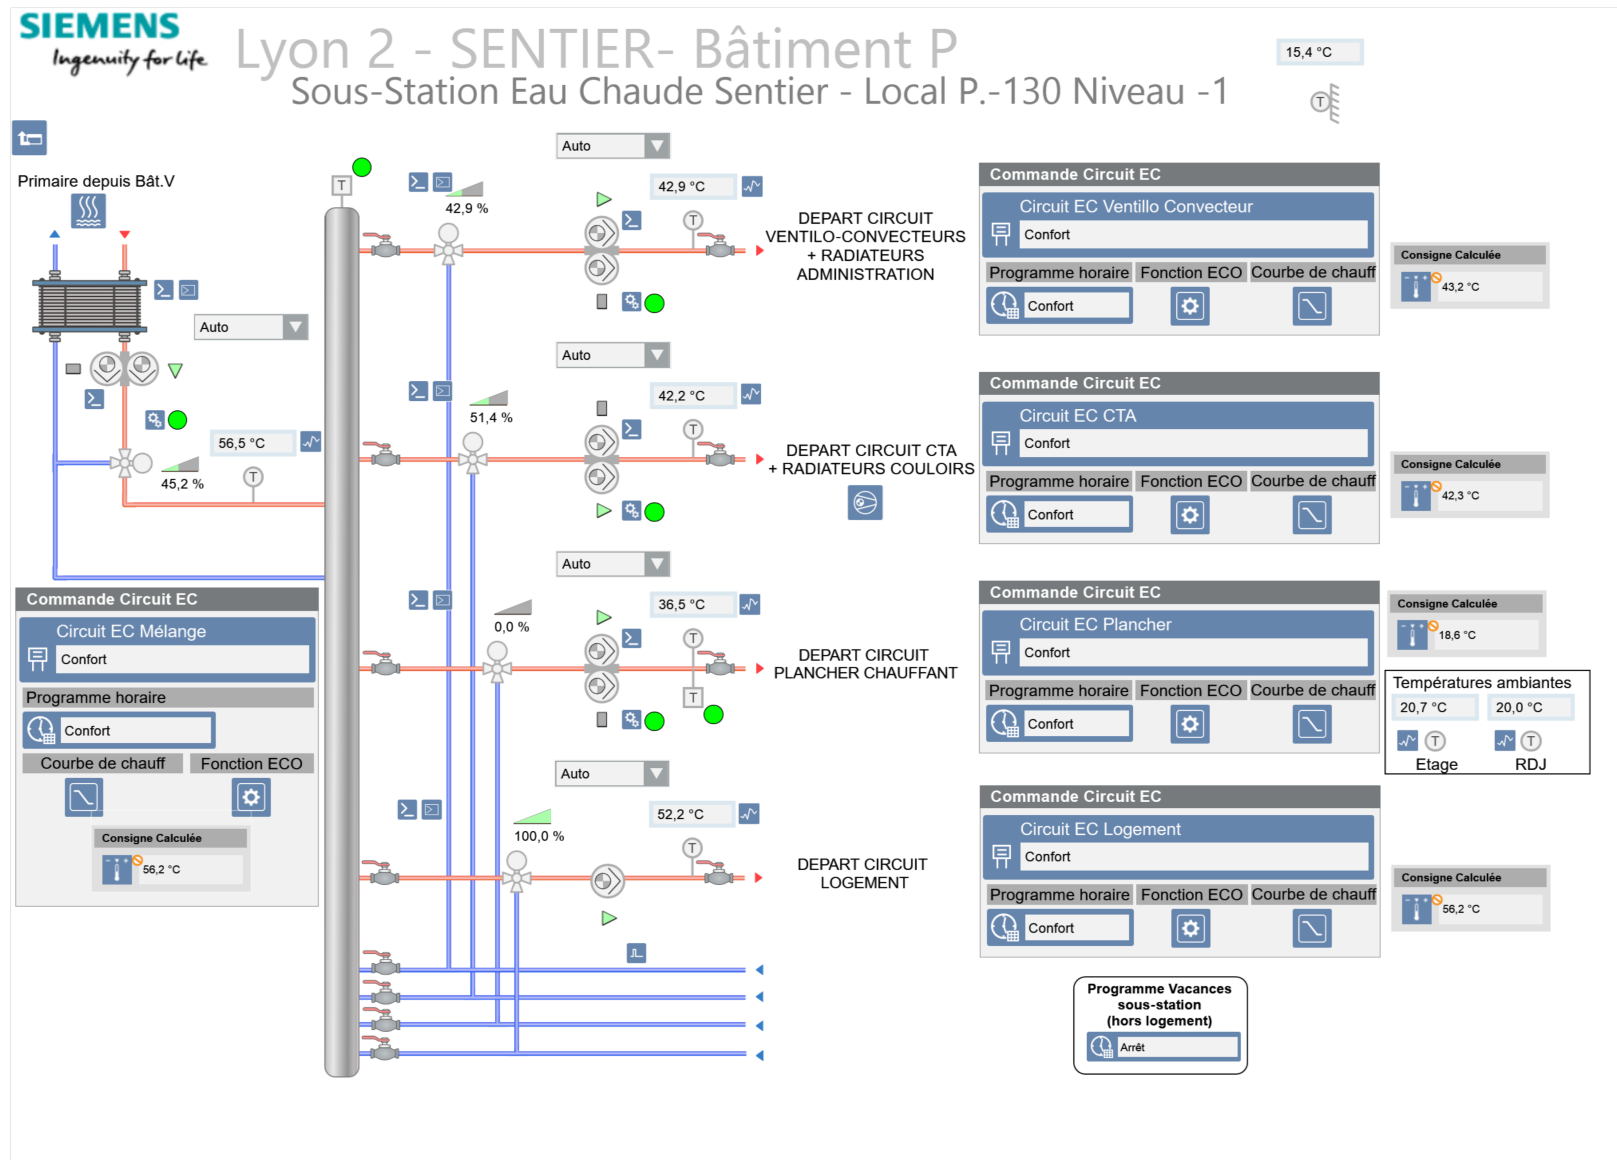 SIEMENS
Ingenuity for life
Lyon 2 - SENTIER- Bâtiment P
Sous-Station Eau Chaude Sentier - Local P.-130 Niveau -1
15,4 °C
T
Primaire depuis Bât.V
Auto
56,5 °C
T
45,2 %
T
Commande Circuit EC
Circuit EC Mélange
Confort
Programme horaire
Confort
Courbe de chauff
Fonction ECO
Consigne Calculée
56,2 °C
Auto
42,9 %
42,9 °C
T
DEPART CIRCUIT
VENTILO-CONVECTEURS
+ RADIATEURS
ADMINISTRATION
Commande Circuit EC
Circuit EC Ventillo Convecteur
Confort
Programme horaire
Fonction ECO
Courbe de chauff
Confort
Consigne Calculée
43,2 °C
Auto
51,4 %
42,2 °C
T
DEPART CIRCUIT CTA
+ RADIATEURS COULOIRS
Commande Circuit EC
Circuit EC CTA
Confort
Programme horaire
Fonction ECO
Courbe de chauff
Confort
Consigne Calculée
42,3 °C
Auto
0,0 %
36,5 °C
T
T
DEPART CIRCUIT
PLANCHER CHAUFFANT
Commande Circuit EC
Circuit EC Plancher
Confort
Programme horaire
Fonction ECO
Courbe de chauff
Confort
Consigne Calculée
18,6 °C
Températures ambiantes
20,7 °C
20,0 °C
T
T
Etage
RDJ
Auto
100,0 %
52,2 °C
T
DEPART CIRCUIT
LOGEMENT
Commande Circuit EC
Circuit EC Logement
Confort
Programme horaire
Fonction ECO
Courbe de chauff
Confort
Consigne Calculée
56,2 °C
Programme Vacances
sous-station
(hors logement)
Arrêt